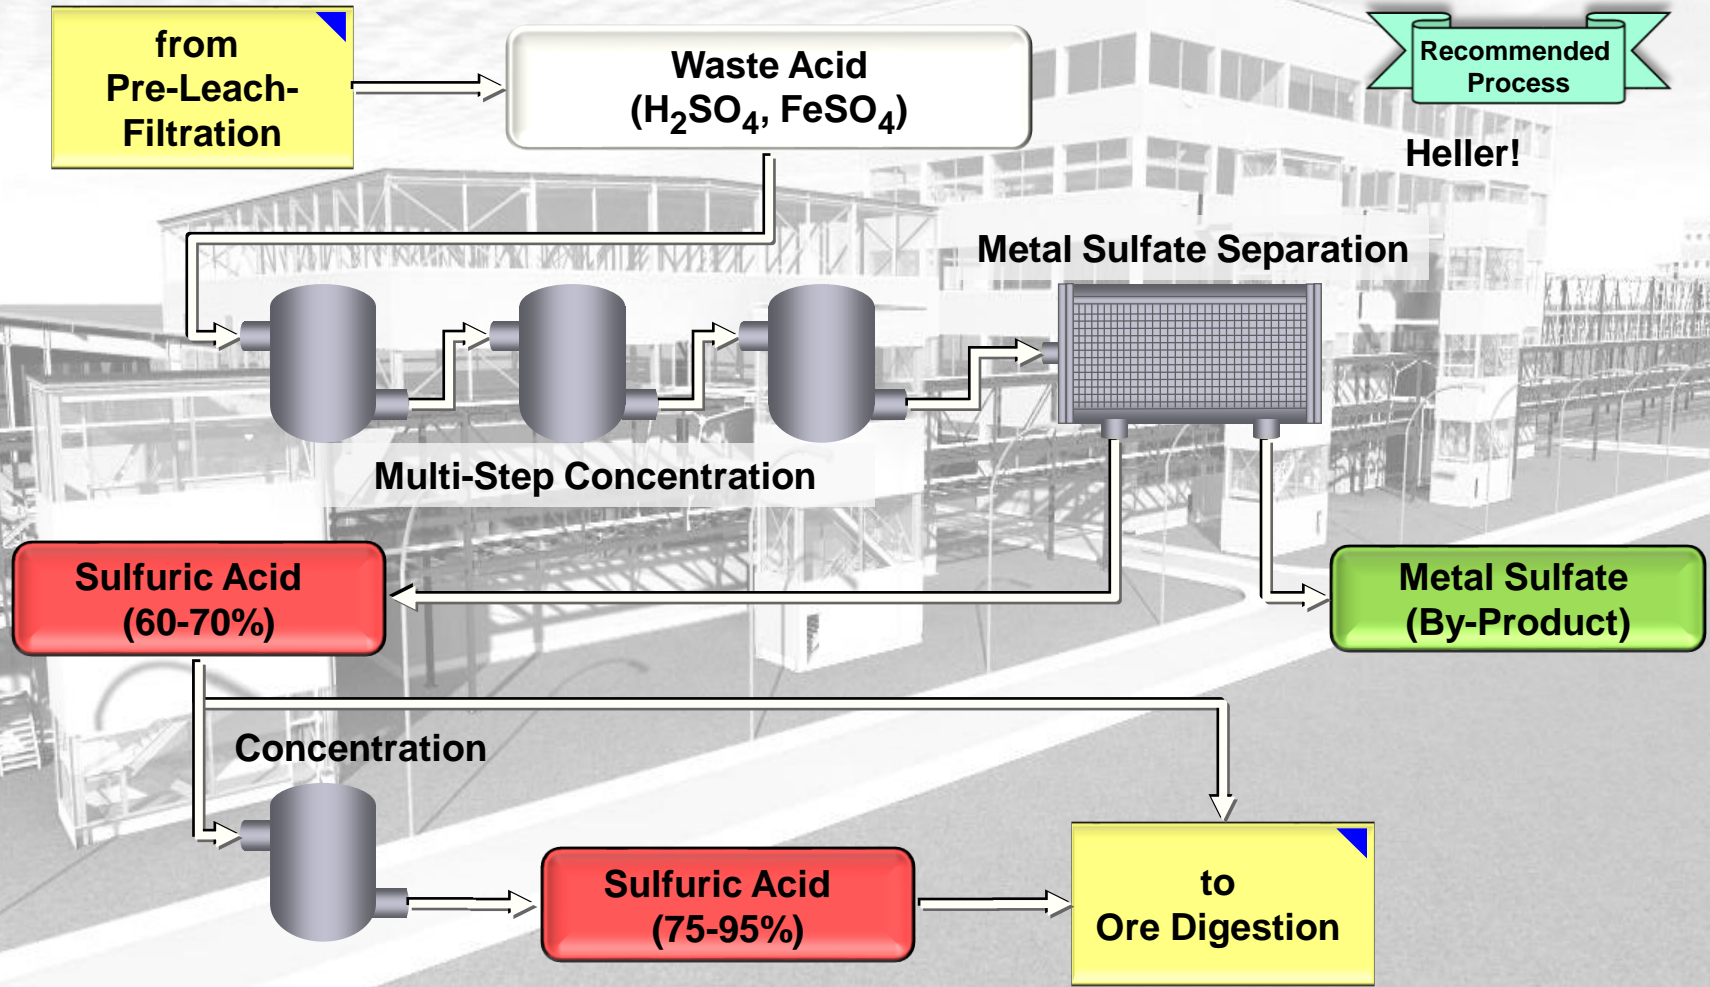 from
Pre-Leach-
Filtration
Waste Acid
(H₂SO₄, FeSO₄)
Recommended
Process
Heller!
Metal Sulfate Separation
Multi-Step Concentration
Sulfuric Acid
(60-70%)
Metal Sulfate
(By-Product)
Concentration
Sulfuric Acid
(75-95%)
to
Ore Digestion